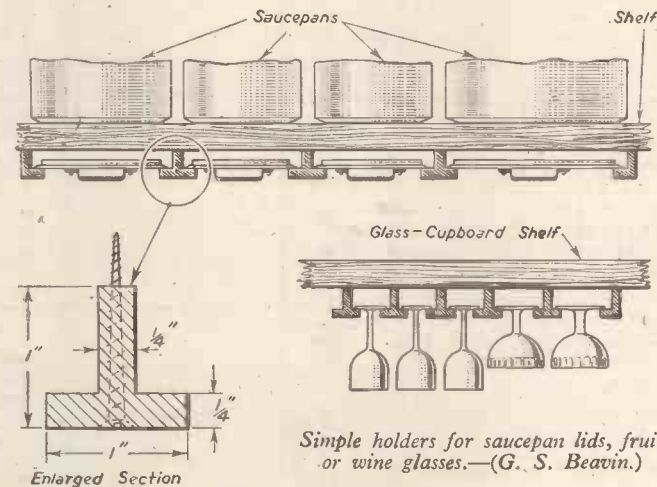 Saucepans
Shelf
Glass-Cupboard Shelf
1"
1/4"
1/4"
1"
Enlarged Section
Simple holders for saucepan lids, frui
or wine glasses.—(G. S. Beavin.)